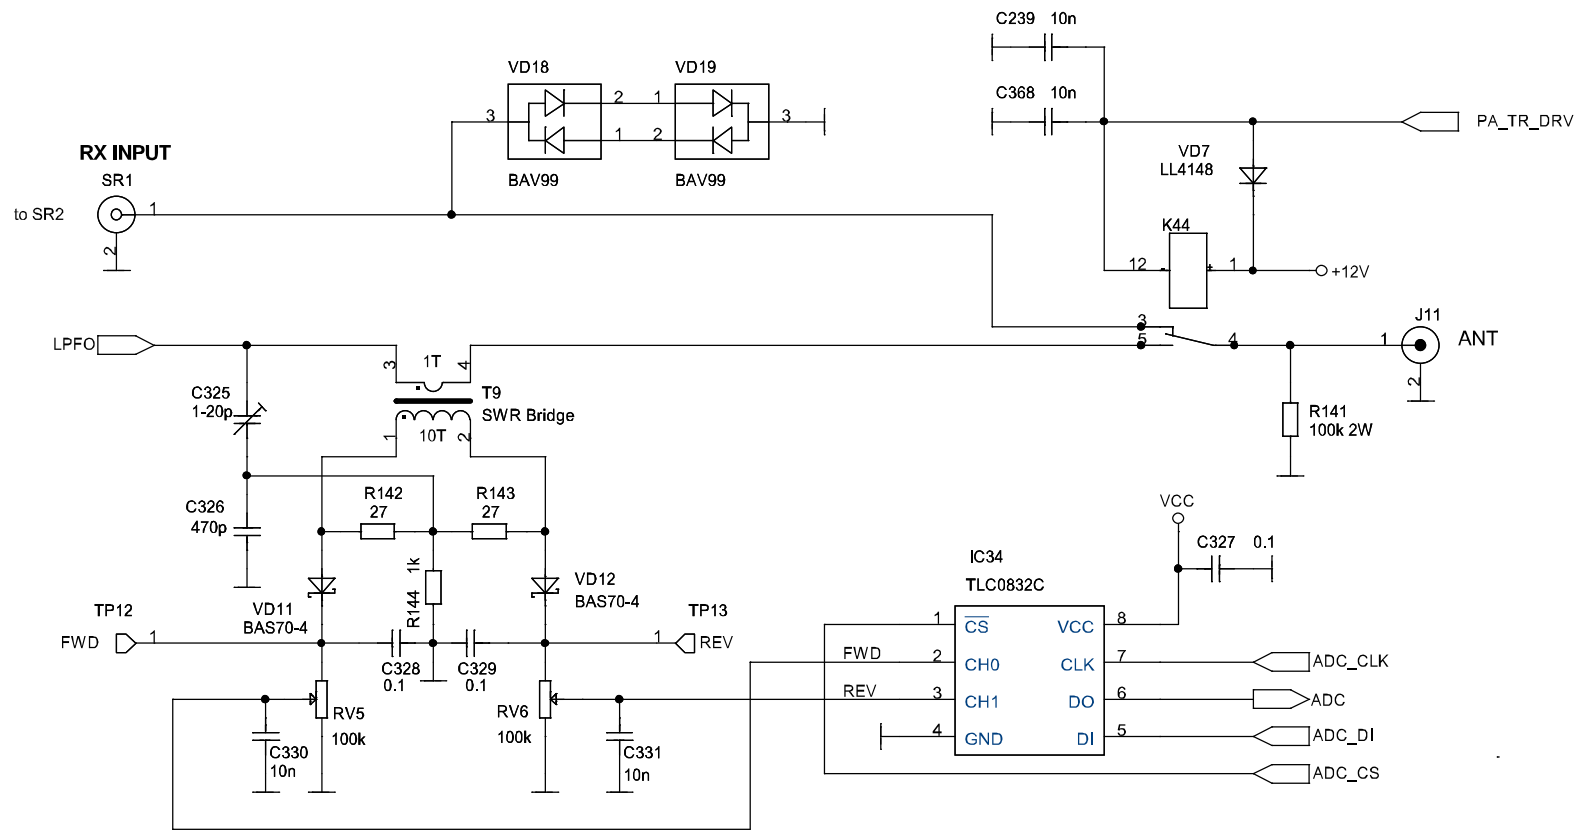 C239 10n
VD18
VD19
C368 10n
3
2
1
3
PA_TR_DRV
1
2
VD7
LL4148
RX INPUT
SR1
BAV99
BAV99
to SR2
1
2
K44
12
-
+
1
+12V
3
J11
LPFO
5
4
1
ANT
3
1T
4
2
C325
1-20p
T9
SWR Bridge
1
10T
2
R141
100k 2W
C326
470p
R142
27
R143
27
VCC
C327 0.1
IC34
TLC0832C
R144 1k
VD12
BAS70-4
VD11
BAS70-4
TP12
TP13
FWD
1
1
REV
C328
0.1
C329
0.1
1
CS
VCC
8
FWD
2
CH0
CLK
7
ADC_CLK
REV
3
CH1
DO
6
ADC
4
GND
DI
5
ADC_DI
ADC_CS
RV5
100k
RV6
100k
C330
10n
C331
10n